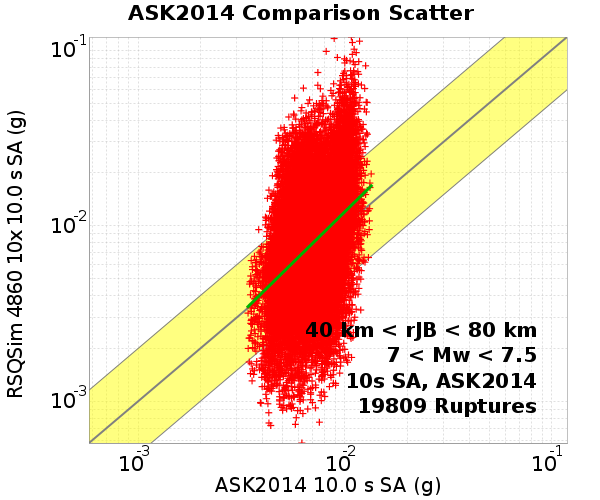 ASK2014 Comparison Scatter
RSQSim 4860 10x 10.0 s SA (g)
10-1
10-2
10-3
40 km < rJB < 80 km
7 < Mw < 7.5
10s SA, ASK2014
19809 Ruptures
10-3
10-2
10-1
ASK2014 10.0 s SA (g)